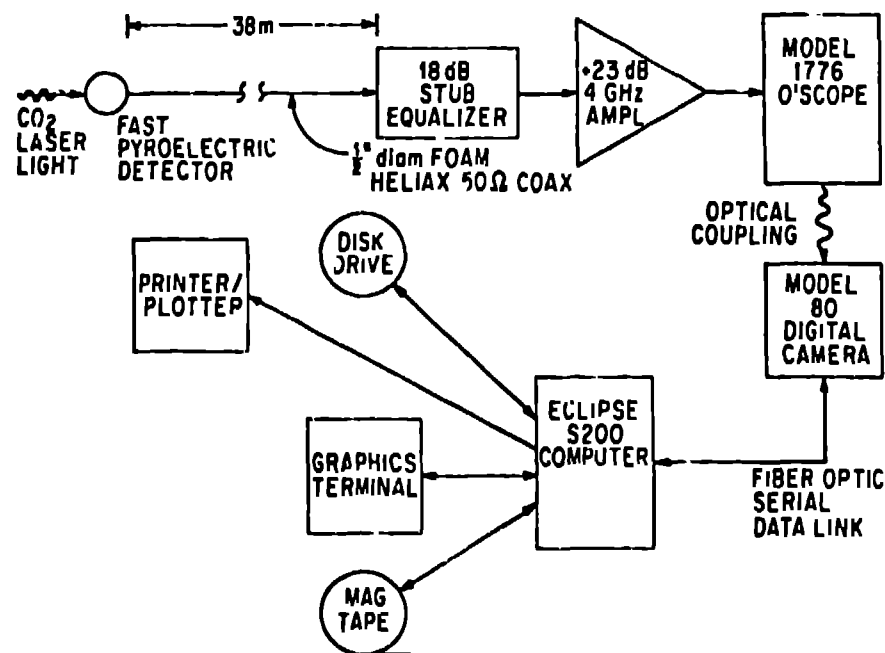 38m
CO2
LASER
LIGHT
FAST
PYROELECTRIC
DETECTOR
1/2" diam FOAM
HELIAX 50Ω COAX
18 dB
STUB
EQUALIZER
+23 dB
4 GHz
AMPL
MODEL
1776
O'SCOPE
OPTICAL
COUPLING
MODEL
80
DIGITAL
CAMERA
FIBER OPTIC
SERIAL
DATA LINK
ECLIPSE
S200
COMPUTER
DISK
DRIVE
PRINTER/
PLOTTER
GRAPHICS
TERMINAL
MAG
TAPE